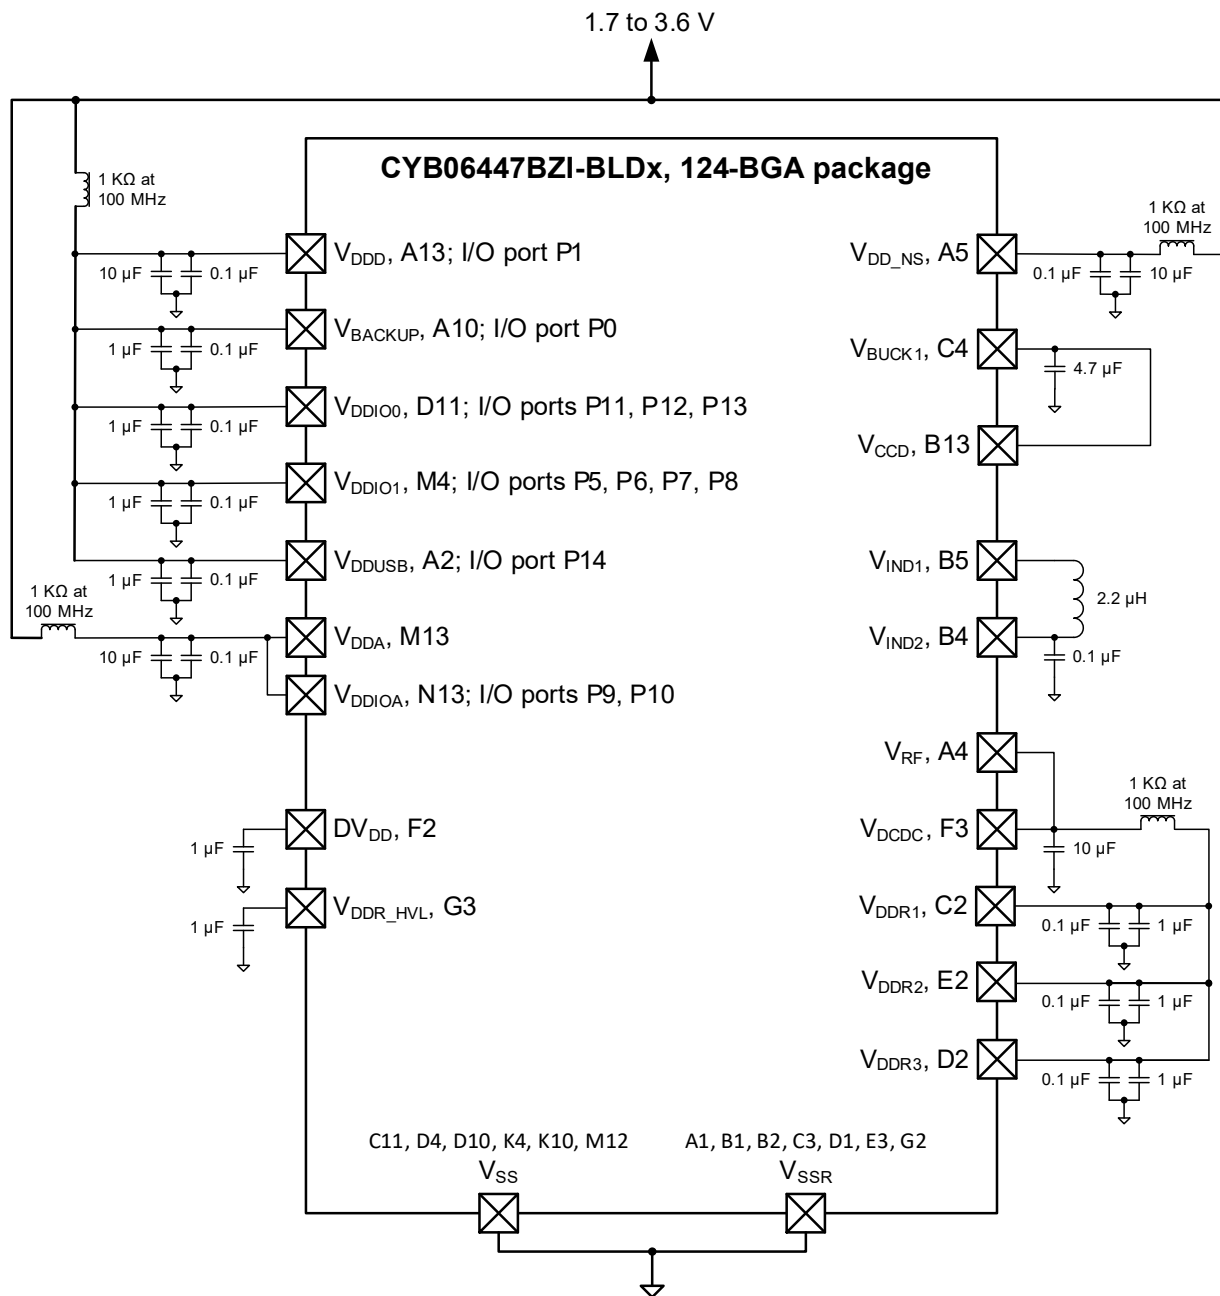 1.7 to 3.6 V
CYB06447BZI-BLDx, 124-BGA package
1 KΩ at
100 MHz
VDDD, A13; I/O port P1
10 µF
0.1 µF
VBACKUP, A10; I/O port P0
1 µF
0.1 µF
VDDIO0, D11; I/O ports P11, P12, P13
1 µF
0.1 µF
VDDIO1, M4; I/O ports P5, P6, P7, P8
1 µF
0.1 µF
VDDUSB, A2; I/O port P14
1 µF
0.1 µF
1 KΩ at
100 MHz
VDDA, M13
10 µF
0.1 µF
VDDIOA, N13; I/O ports P9, P10
DVDD, F2
1 µF
VDDR_HVL, G3
1 µF
1 KΩ at
100 MHz
VDD_NS, A5
0.1 µF
10 µF
VBUCK1, C4
4.7 µF
VCCD, B13
VIND1, B5
2.2 µH
VIND2, B4
0.1 µF
VRF, A4
1 KΩ at
100 MHz
VDCDC, F3
10 µF
VDDR1, C2
0.1 µF
1 µF
VDDR2, E2
0.1 µF
1 µF
VDDR3, D2
0.1 µF
1 µF
C11, D4, D10, K4, K10, M12
VSS
A1, B1, B2, C3, D1, E3, G2
VSSR